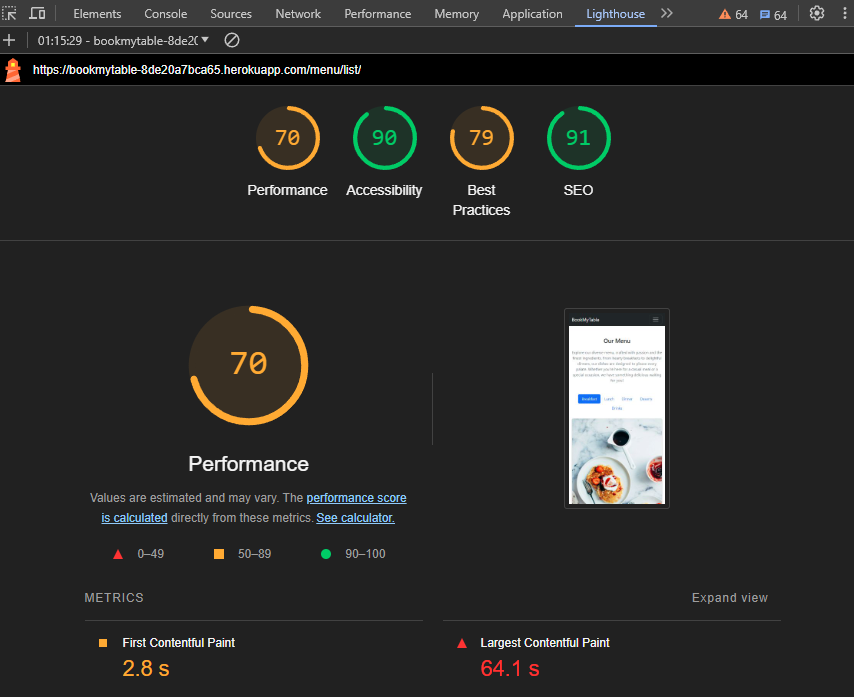 Elements Console Sources Network Performance Memory Application Lighthouse 64 64
01:15:29 - bookmytable-8de20
https://bookmytable-8de20a7bca65.herokuapp.com/menu/list/
70 90 79 91
Performance Accessibility Best Practices SEO
70
BookMyTable
Our Menu
Breakfast Lunch Dinner Dessert
Drinks
Performance
Values are estimated and may vary. The performance score
is calculated directly from these metrics. See calculator.
0–49 50–89 90–100
METRICS Expand view
First Contentful Paint Largest Contentful Paint
2.8 s 64.1 s